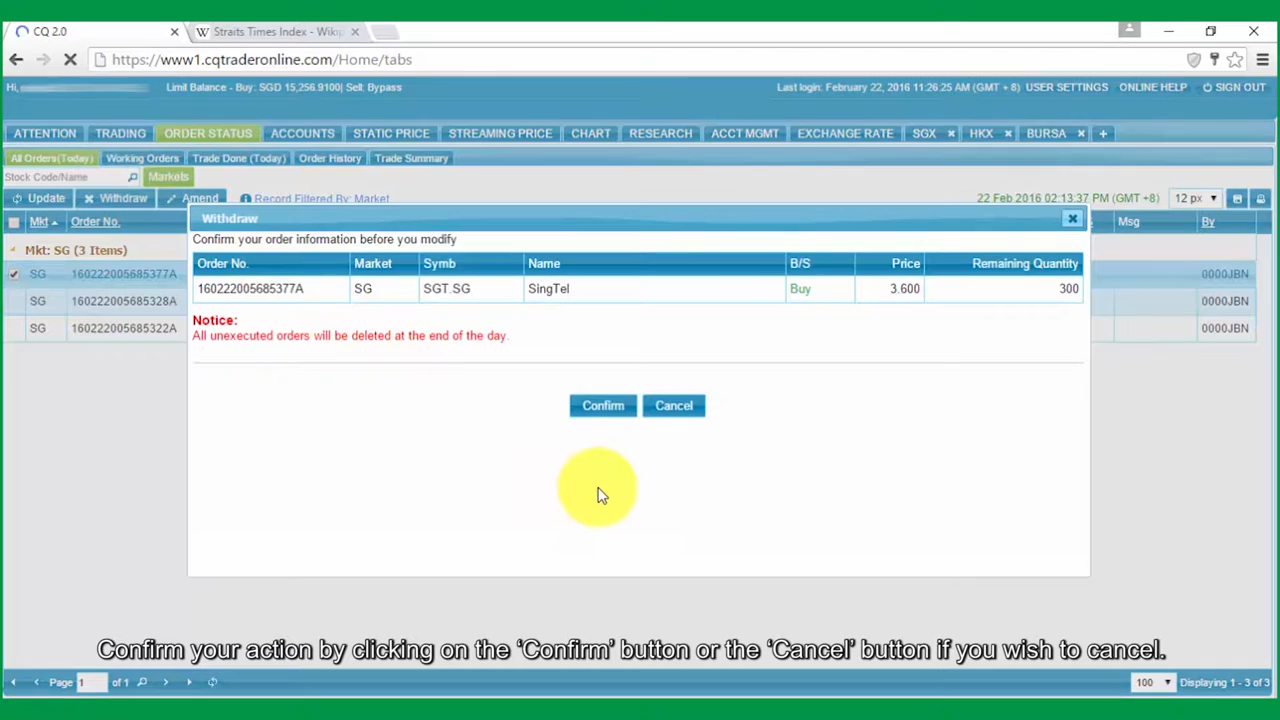 CQ 2.0
Straits Times Index - Wikip
https://www1.cqtraderonline.com/Home/tabs
Hi, Limit Balance - Buy: SGD 15,256.9100| Sell: Bypass Last login: February 22, 2016 11:26:25 AM (GMT + 8) USER SETTINGS ONLINE HELP SIGN OUT
ATTENTION TRADING ORDER STATUS ACCOUNTS STATIC PRICE STREAMING PRICE CHART RESEARCH ACCT MGMT EXCHANGE RATE SGX HKX BURSA
All Orders(Today) Working Orders Trade Done (Today) Order History Trade Summary
Stock Code/Name Markets
Update Withdraw Amend Record Filtered By: Market 22 Feb 2016 02:13:37 PM (GMT +8) 12 px
Mkt Order No. Msg By
Withdraw
Confirm your order information before you modify
Mkt: SG (3 Items)
Order No. Market Symb Name B/S Price Remaining Quantity
SG 160222005685377A 0000JBN
160222005685377A SG SGT.SG SingTel Buy 3.600 300
SG 160222005685328A 0000JBN
Notice:
SG 160222005685322A 0000JBN
All unexecuted orders will be deleted at the end of the day.
Confirm Cancel
Confirm your action by clicking on the ‘Confirm’ button or the ‘Cancel’ button if you wish to cancel.
Page 1 of 1 100 Displaying 1 - 3 of 3